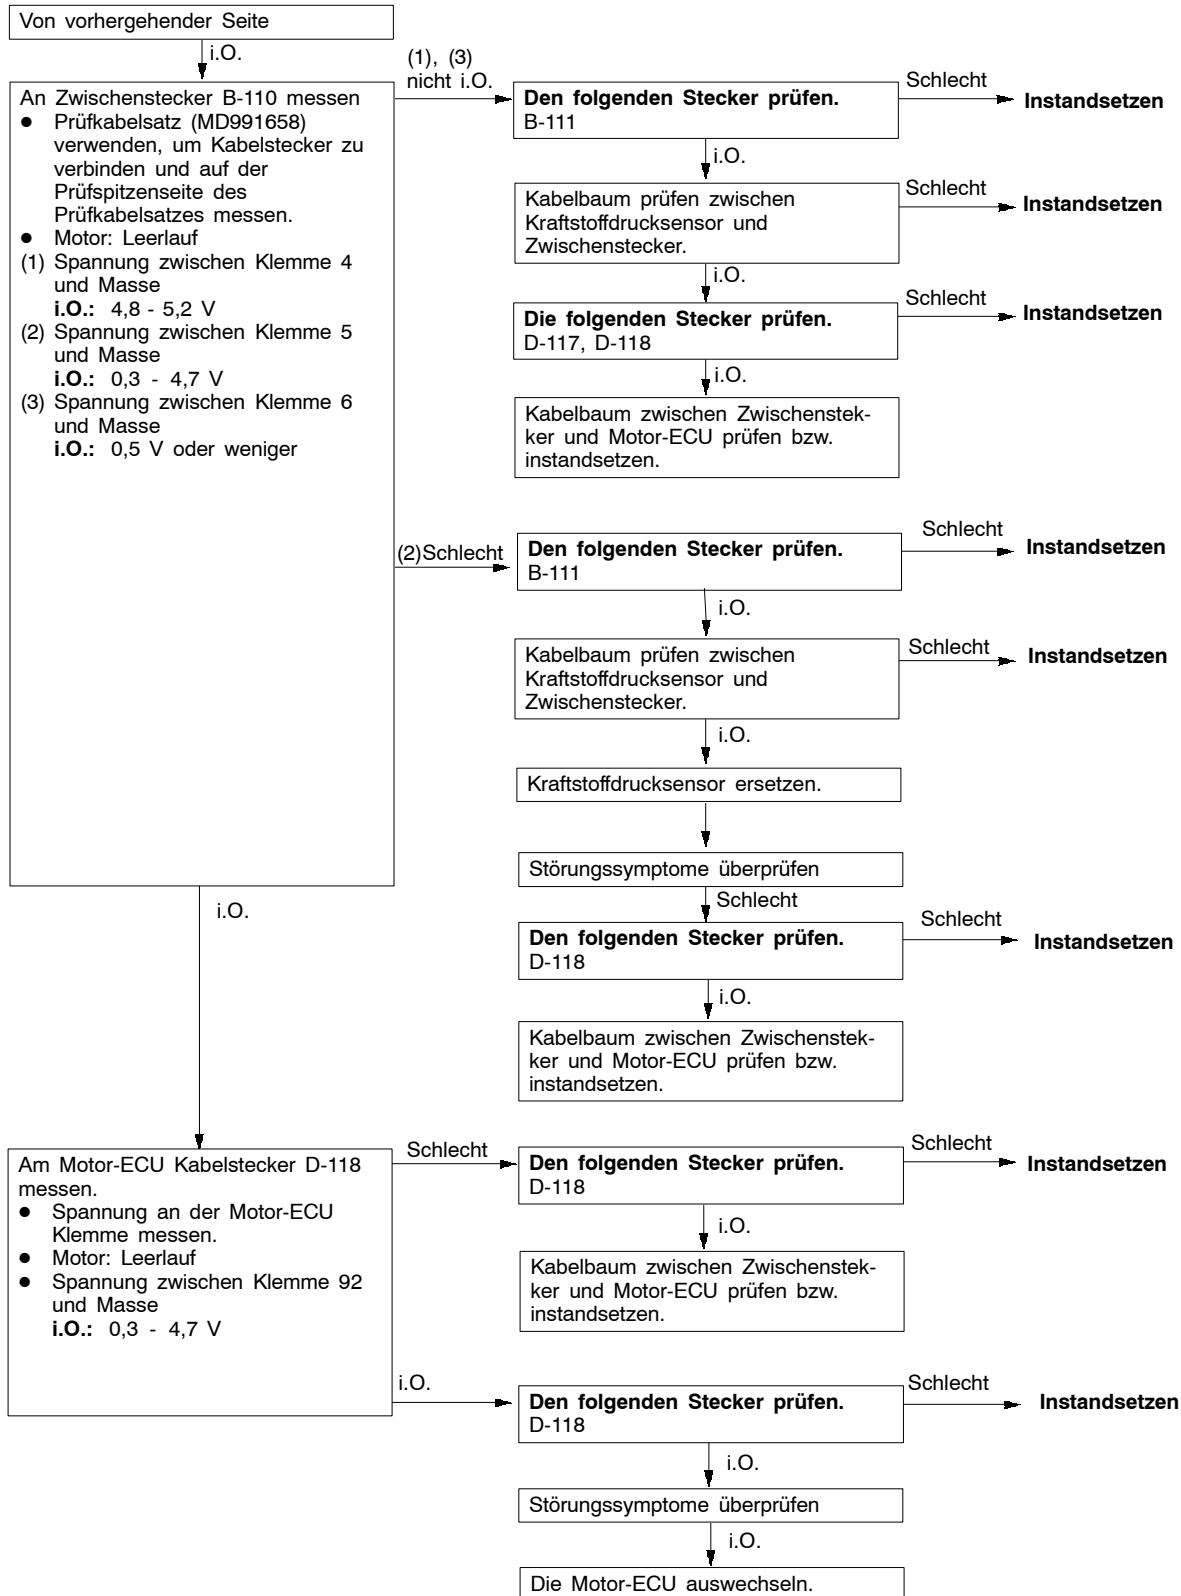 Von vorhergehender Seite
i.O.
An Zwischenstecker B-110 messen
● Prüfkabelsatz (MD991658)
verwenden, um Kabelstecker zu
verbinden und auf der
Prüfspitzenseite des
Prüfkabelsatzes messen.
● Motor: Leerlauf
(1) Spannung zwischen Klemme 4
und Masse
i.O.: 4,8 - 5,2 V
(2) Spannung zwischen Klemme 5
und Masse
i.O.: 0,3 - 4,7 V
(3) Spannung zwischen Klemme 6
und Masse
i.O.: 0,5 V oder weniger
(1), (3)
nicht i.O.
Den folgenden Stecker prüfen.
B-111
Schlecht
Instandsetzen
i.O.
Kabelbaum prüfen zwischen
Kraftstoffdrucksensor und
Zwischenstecker.
Schlecht
Instandsetzen
i.O.
Die folgenden Stecker prüfen.
D-117, D-118
Schlecht
Instandsetzen
i.O.
Kabelbaum zwischen Zwischenstek-
ker und Motor-ECU prüfen bzw.
instandsetzen.
(2)Schlecht
Den folgenden Stecker prüfen.
B-111
Schlecht
Instandsetzen
i.O.
Kabelbaum prüfen zwischen
Kraftstoffdrucksensor und
Zwischenstecker.
Schlecht
Instandsetzen
i.O.
Kraftstoffdrucksensor ersetzen.
Störungssymptome überprüfen
Schlecht
Den folgenden Stecker prüfen.
D-118
Schlecht
Instandsetzen
i.O.
Kabelbaum zwischen Zwischenstek-
ker und Motor-ECU prüfen bzw.
instandsetzen.
i.O.
Am Motor-ECU Kabelstecker D-118
messen.
● Spannung an der Motor-ECU
Klemme messen.
● Motor: Leerlauf
● Spannung zwischen Klemme 92
und Masse
i.O.: 0,3 - 4,7 V
Schlecht
Den folgenden Stecker prüfen.
D-118
Schlecht
Instandsetzen
i.O.
Kabelbaum zwischen Zwischenstek-
ker und Motor-ECU prüfen bzw.
instandsetzen.
i.O.
Den folgenden Stecker prüfen.
D-118
Schlecht
Instandsetzen
i.O.
Störungssymptome überprüfen
i.O.
Die Motor-ECU auswechseln.